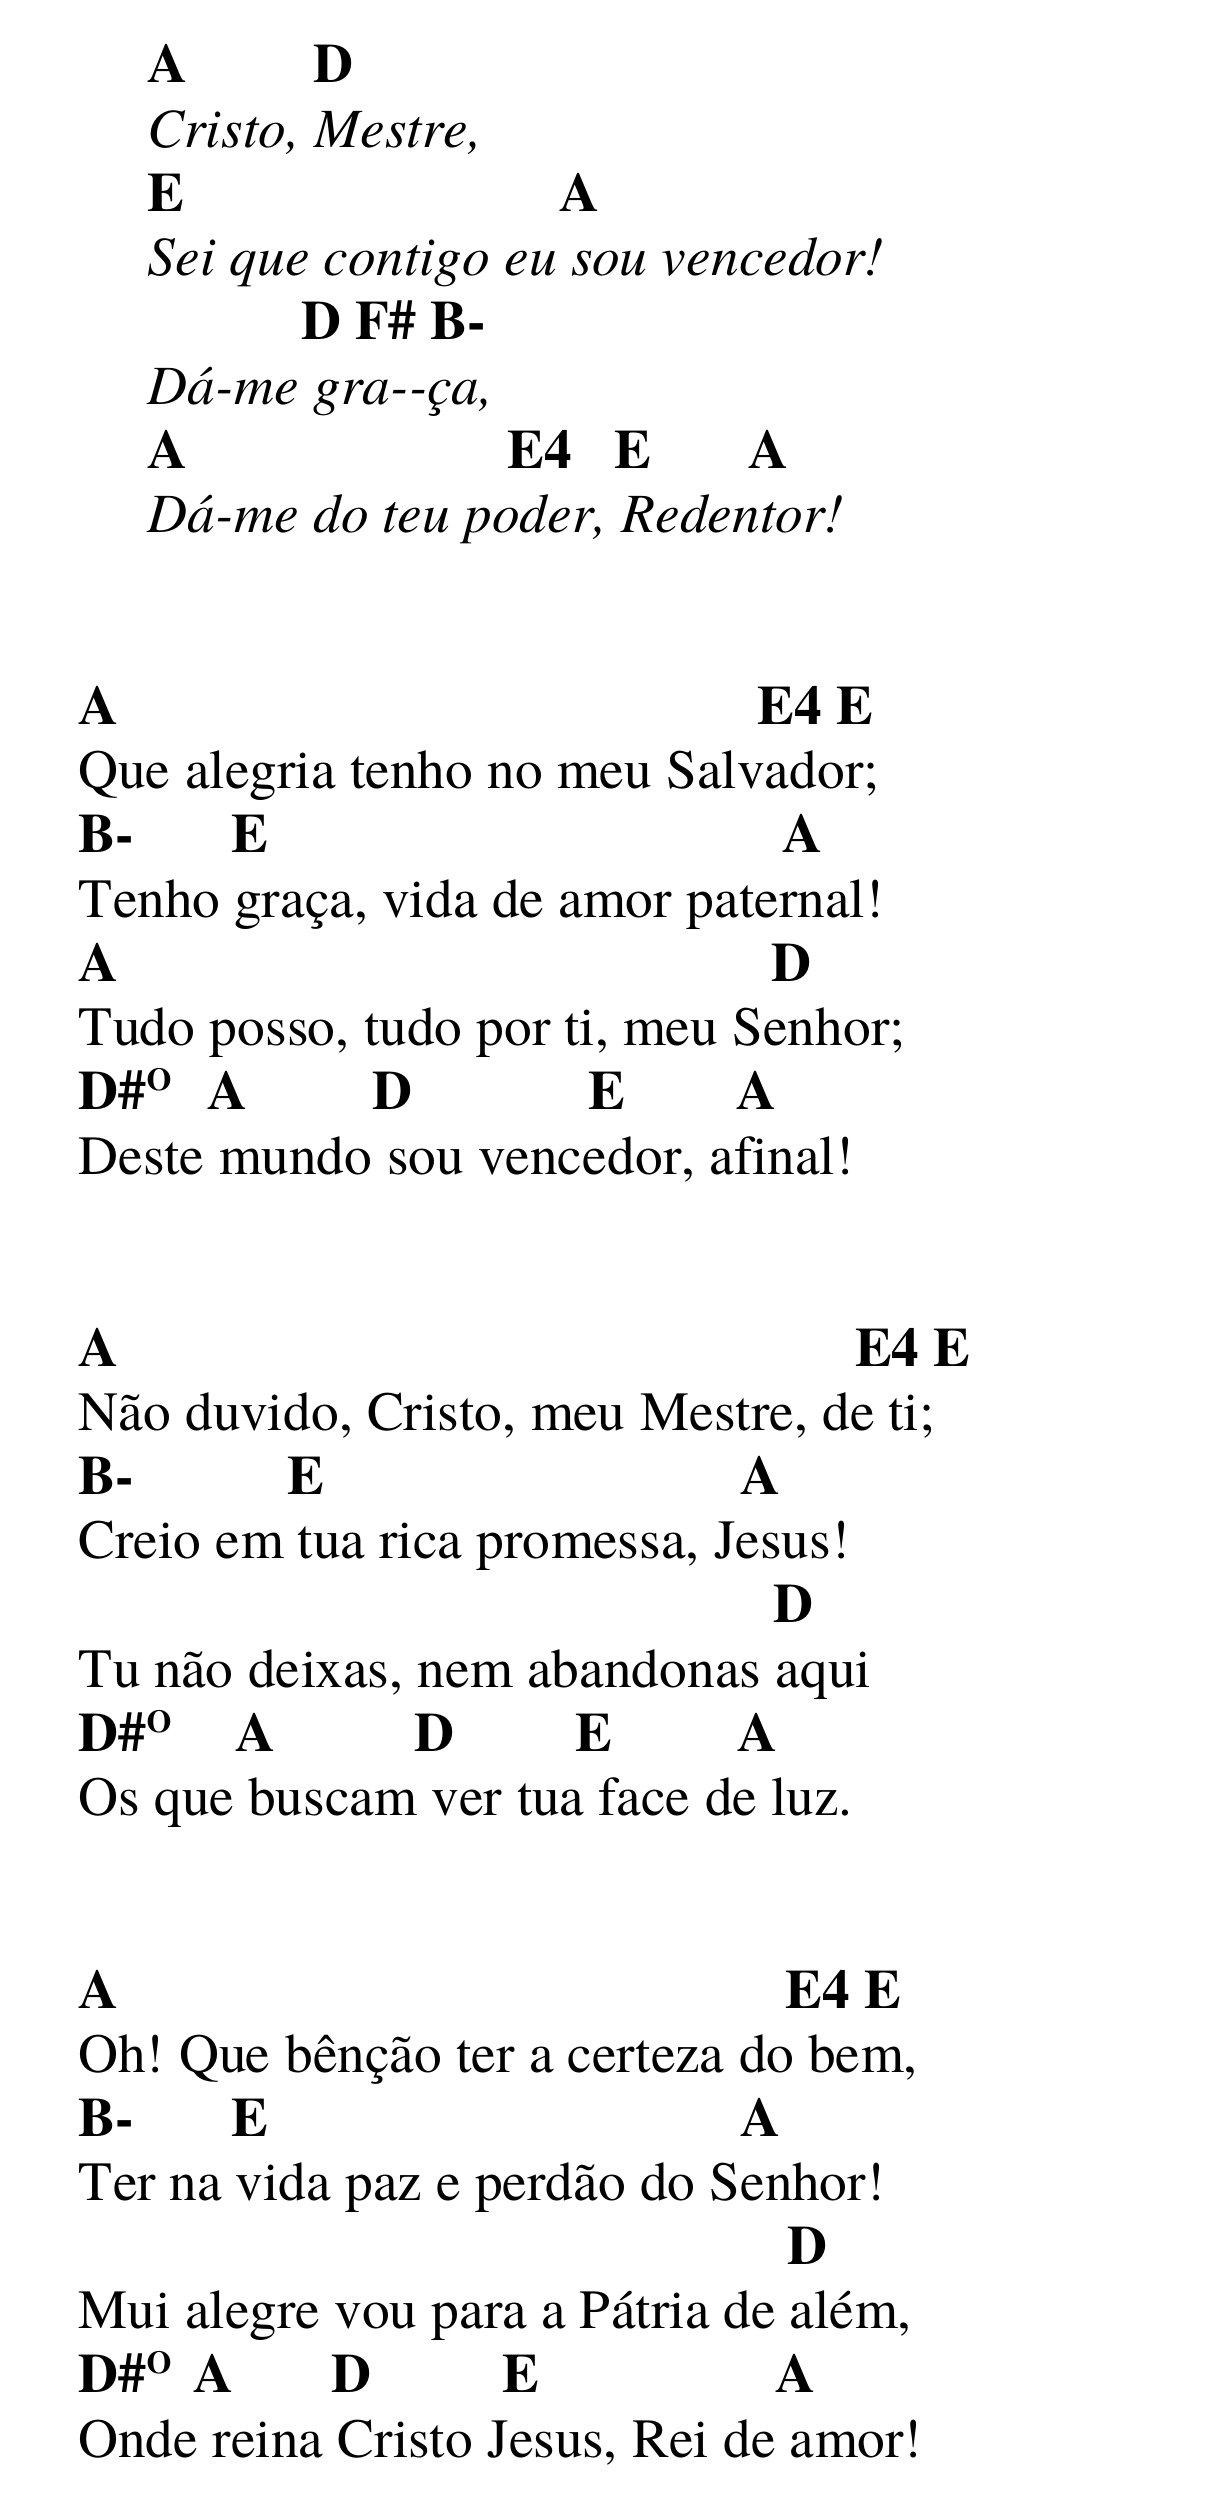 A D
Cristo, Mestre,
E A
Sei que contigo eu sou vencedor!
D F# B-
Dá-me gra--ça,
A E4 E A
Dá-me do teu poder, Redentor!
A E4 E
Que alegria tenho no meu Salvador;
B- E A
Tenho graça, vida de amor paternal!
A D
Tudo posso, tudo por ti, meu Senhor;
D#º A D E A
Deste mundo sou vencedor, afinal!
A E4 E
Não duvido, Cristo, meu Mestre, de ti;
B- E A
Creio em tua rica promessa, Jesus!
D
Tu não deixas, nem abandonas aqui
D#º A D E A
Os que buscam ver tua face de luz.
A E4 E
Oh! Que bênção ter a certeza do bem,
B- E A
Ter na vida paz e perdão do Senhor!
D
Mui alegre vou para a Pátria de além,
D#º A D E A
Onde reina Cristo Jesus, Rei de amor!